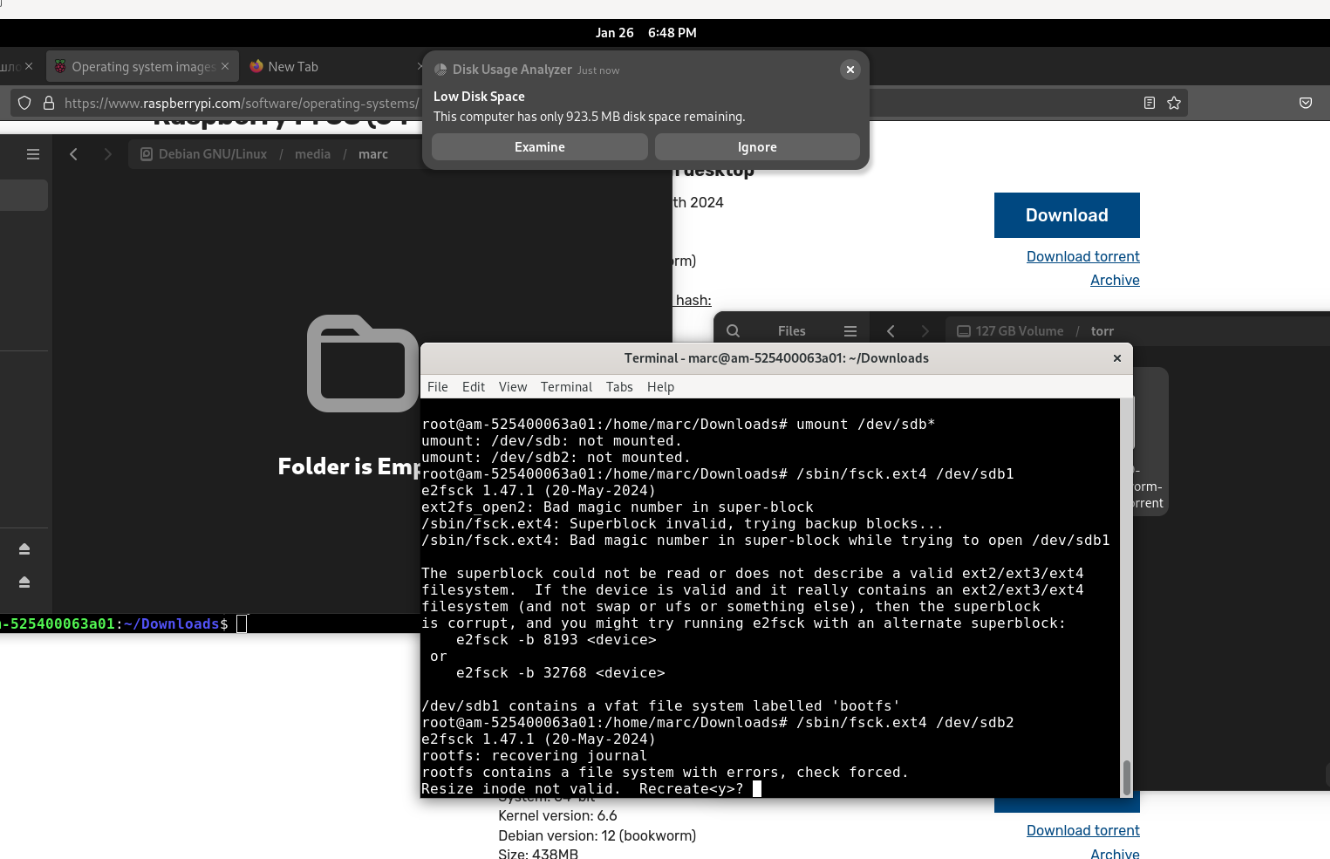 Jan 26 6:48 PM
Operating system images
New Tab
https://www.raspberrypi.com/software/operating-systems/
Disk Usage Analyzer Just now
Low Disk Space
This computer has only 923.5 MB disk space remaining.
Examine
Ignore
Debian GNU/Linux / media / marc
desktop
th 2024
Download
Download torrent
Archive
hash:
Files
127 GB Volume / torr
Folder is Emp
Terminal - marc@am-525400063a01: ~/Downloads
File Edit View Terminal Tabs Help
root@am-525400063a01:/home/marc/Downloads# umount /dev/sdb*
umount: /dev/sdb: not mounted.
umount: /dev/sdb2: not mounted.
root@am-525400063a01:/home/marc/Downloads# /sbin/fsck.ext4 /dev/sdb1
e2fsck 1.47.1 (20-May-2024)
ext2fs_open2: Bad magic number in super-block
/sbin/fsck.ext4: Superblock invalid, trying backup blocks...
/sbin/fsck.ext4: Bad magic number in super-block while trying to open /dev/sdb1
The superblock could not be read or does not describe a valid ext2/ext3/ext4
filesystem.  If the device is valid and it really contains an ext2/ext3/ext4
filesystem (and not swap or ufs or something else), then the superblock
is corrupt, and you might try running e2fsck with an alternate superblock:
e2fsck -b 8193 <device>
or
e2fsck -b 32768 <device>
/dev/sdb1 contains a vfat file system labelled 'bootfs'
root@am-525400063a01:/home/marc/Downloads# /sbin/fsck.ext4 /dev/sdb2
e2fsck 1.47.1 (20-May-2024)
rootfs: recovering journal
rootfs contains a file system with errors, check forced.
Resize inode not valid.  Recreate<y>?
-525400063a01:~/Downloads$
orm-
rrent
System: 64-bit
Kernel version: 6.6
Debian version: 12 (bookworm)
Size: 438MB
Download torrent
Archive